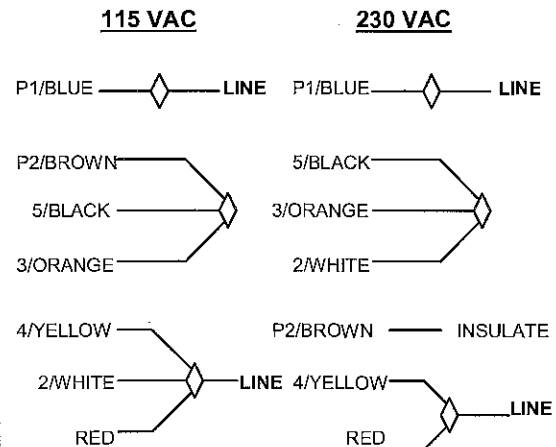 115 VAC 230 VAC
P1/BLUE LINE P1/BLUE LINE
P2/BROWN 5/BLACK
5/BLACK 3/ORANGE
3/ORANGE 2/WHITE
4/YELLOW P2/BROWN INSULATE
2/WHITE LINE 4/YELLOW LINE
RED RED